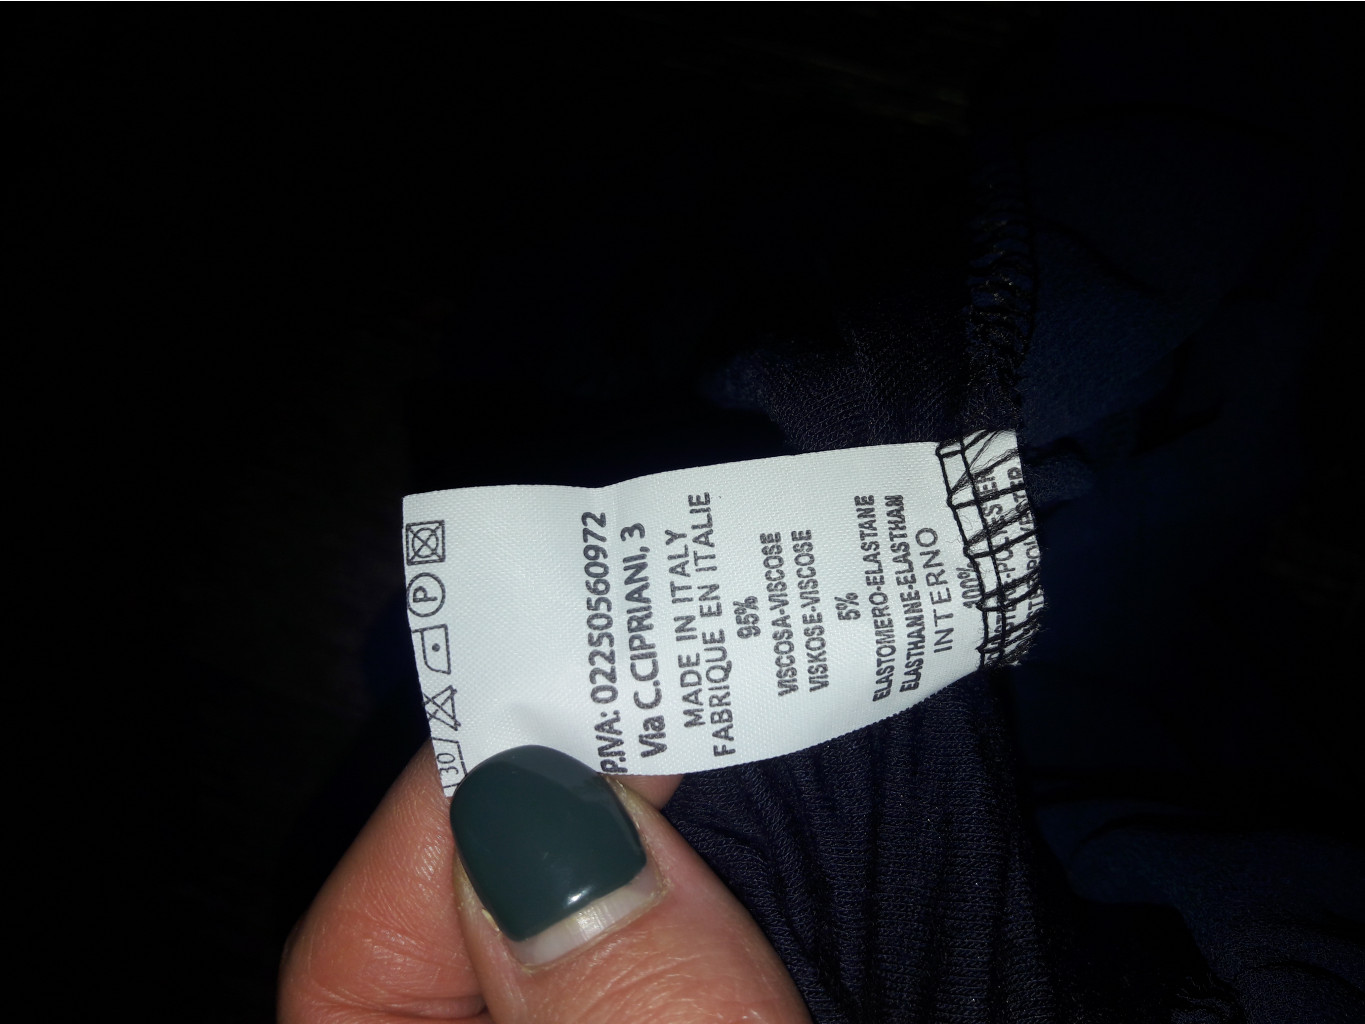 30
P
P.IVA: 02250560972
Via C.CIPRIANI, 3
MADE IN ITALY
FABRIQUE EN ITALIE
95%
VISCOSA-VISCOSE
VISKOSE-VISCOSE
5%
ELASTOMERO-ELASTANE
ELASTHANNE-ELASTHAN
INTERNO
100%